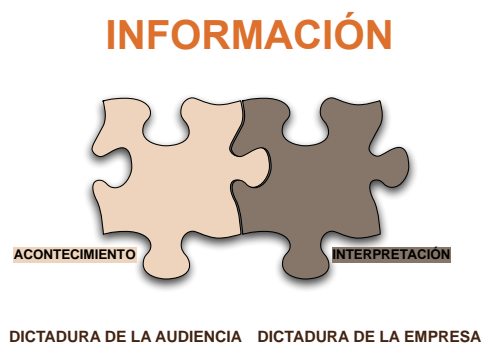 INFORMACIÓN
ACONTECIMIENTO
INTERPRETACIÓN
DICTADURA DE LA AUDIENCIA
DICTADURA DE LA EMPRESA